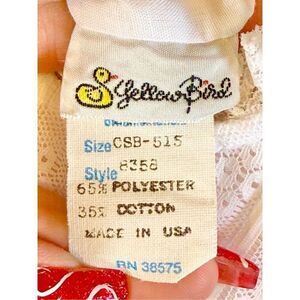 Yellow Bird
Size CSB-515
Style 8358
65% POLYESTER
35% COTTON
MADE IN USA
RN 38575